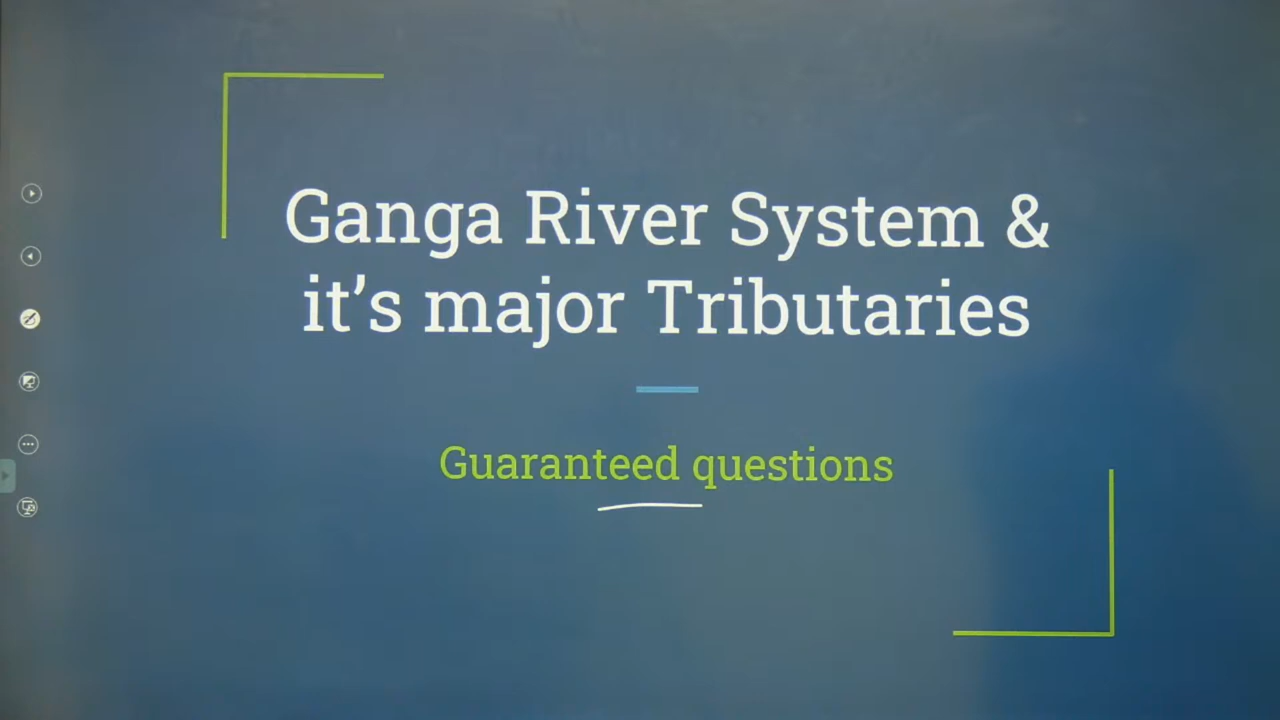 Ganga River System &
it's major Tributaries
Guaranteed questions